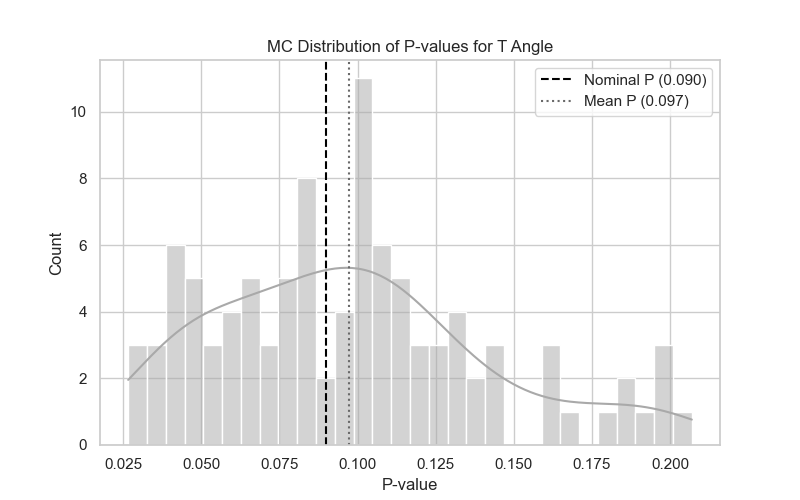 MC Distribution of P-values for T Angle
Nominal P (0.090)
Mean P (0.097)
10
8
6
4
2
0
Count
0.025 0.050 0.075 0.100 0.125 0.150 0.175 0.200
P-value